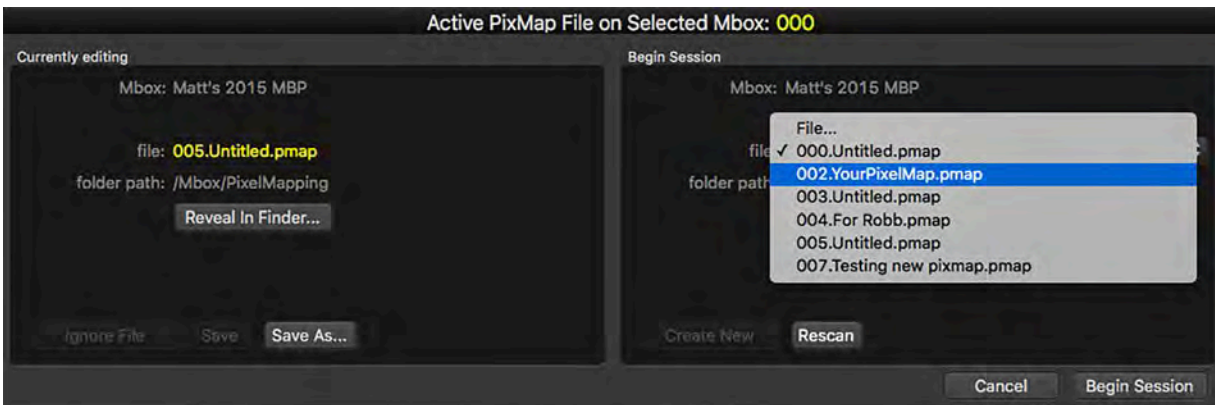 Active PixMap File on Selected Mbox: 000
Currently editing
Mbox: Matt's 2015 MBP
file: 005.Untitled.pmap
folder path: /Mbox/PixelMapping
Reveal In Finder...
Ignore File Save Save As...
Begin Session
Mbox: Matt's 2015 MBP
file
folder path
File...
✓ 000.Untitled.pmap
002.YourPixelMap.pmap
003.Untitled.pmap
004.For Robb.pmap
005.Untitled.pmap
007.Testing new pixmap.pmap
Create New Rescan
Cancel Begin Session